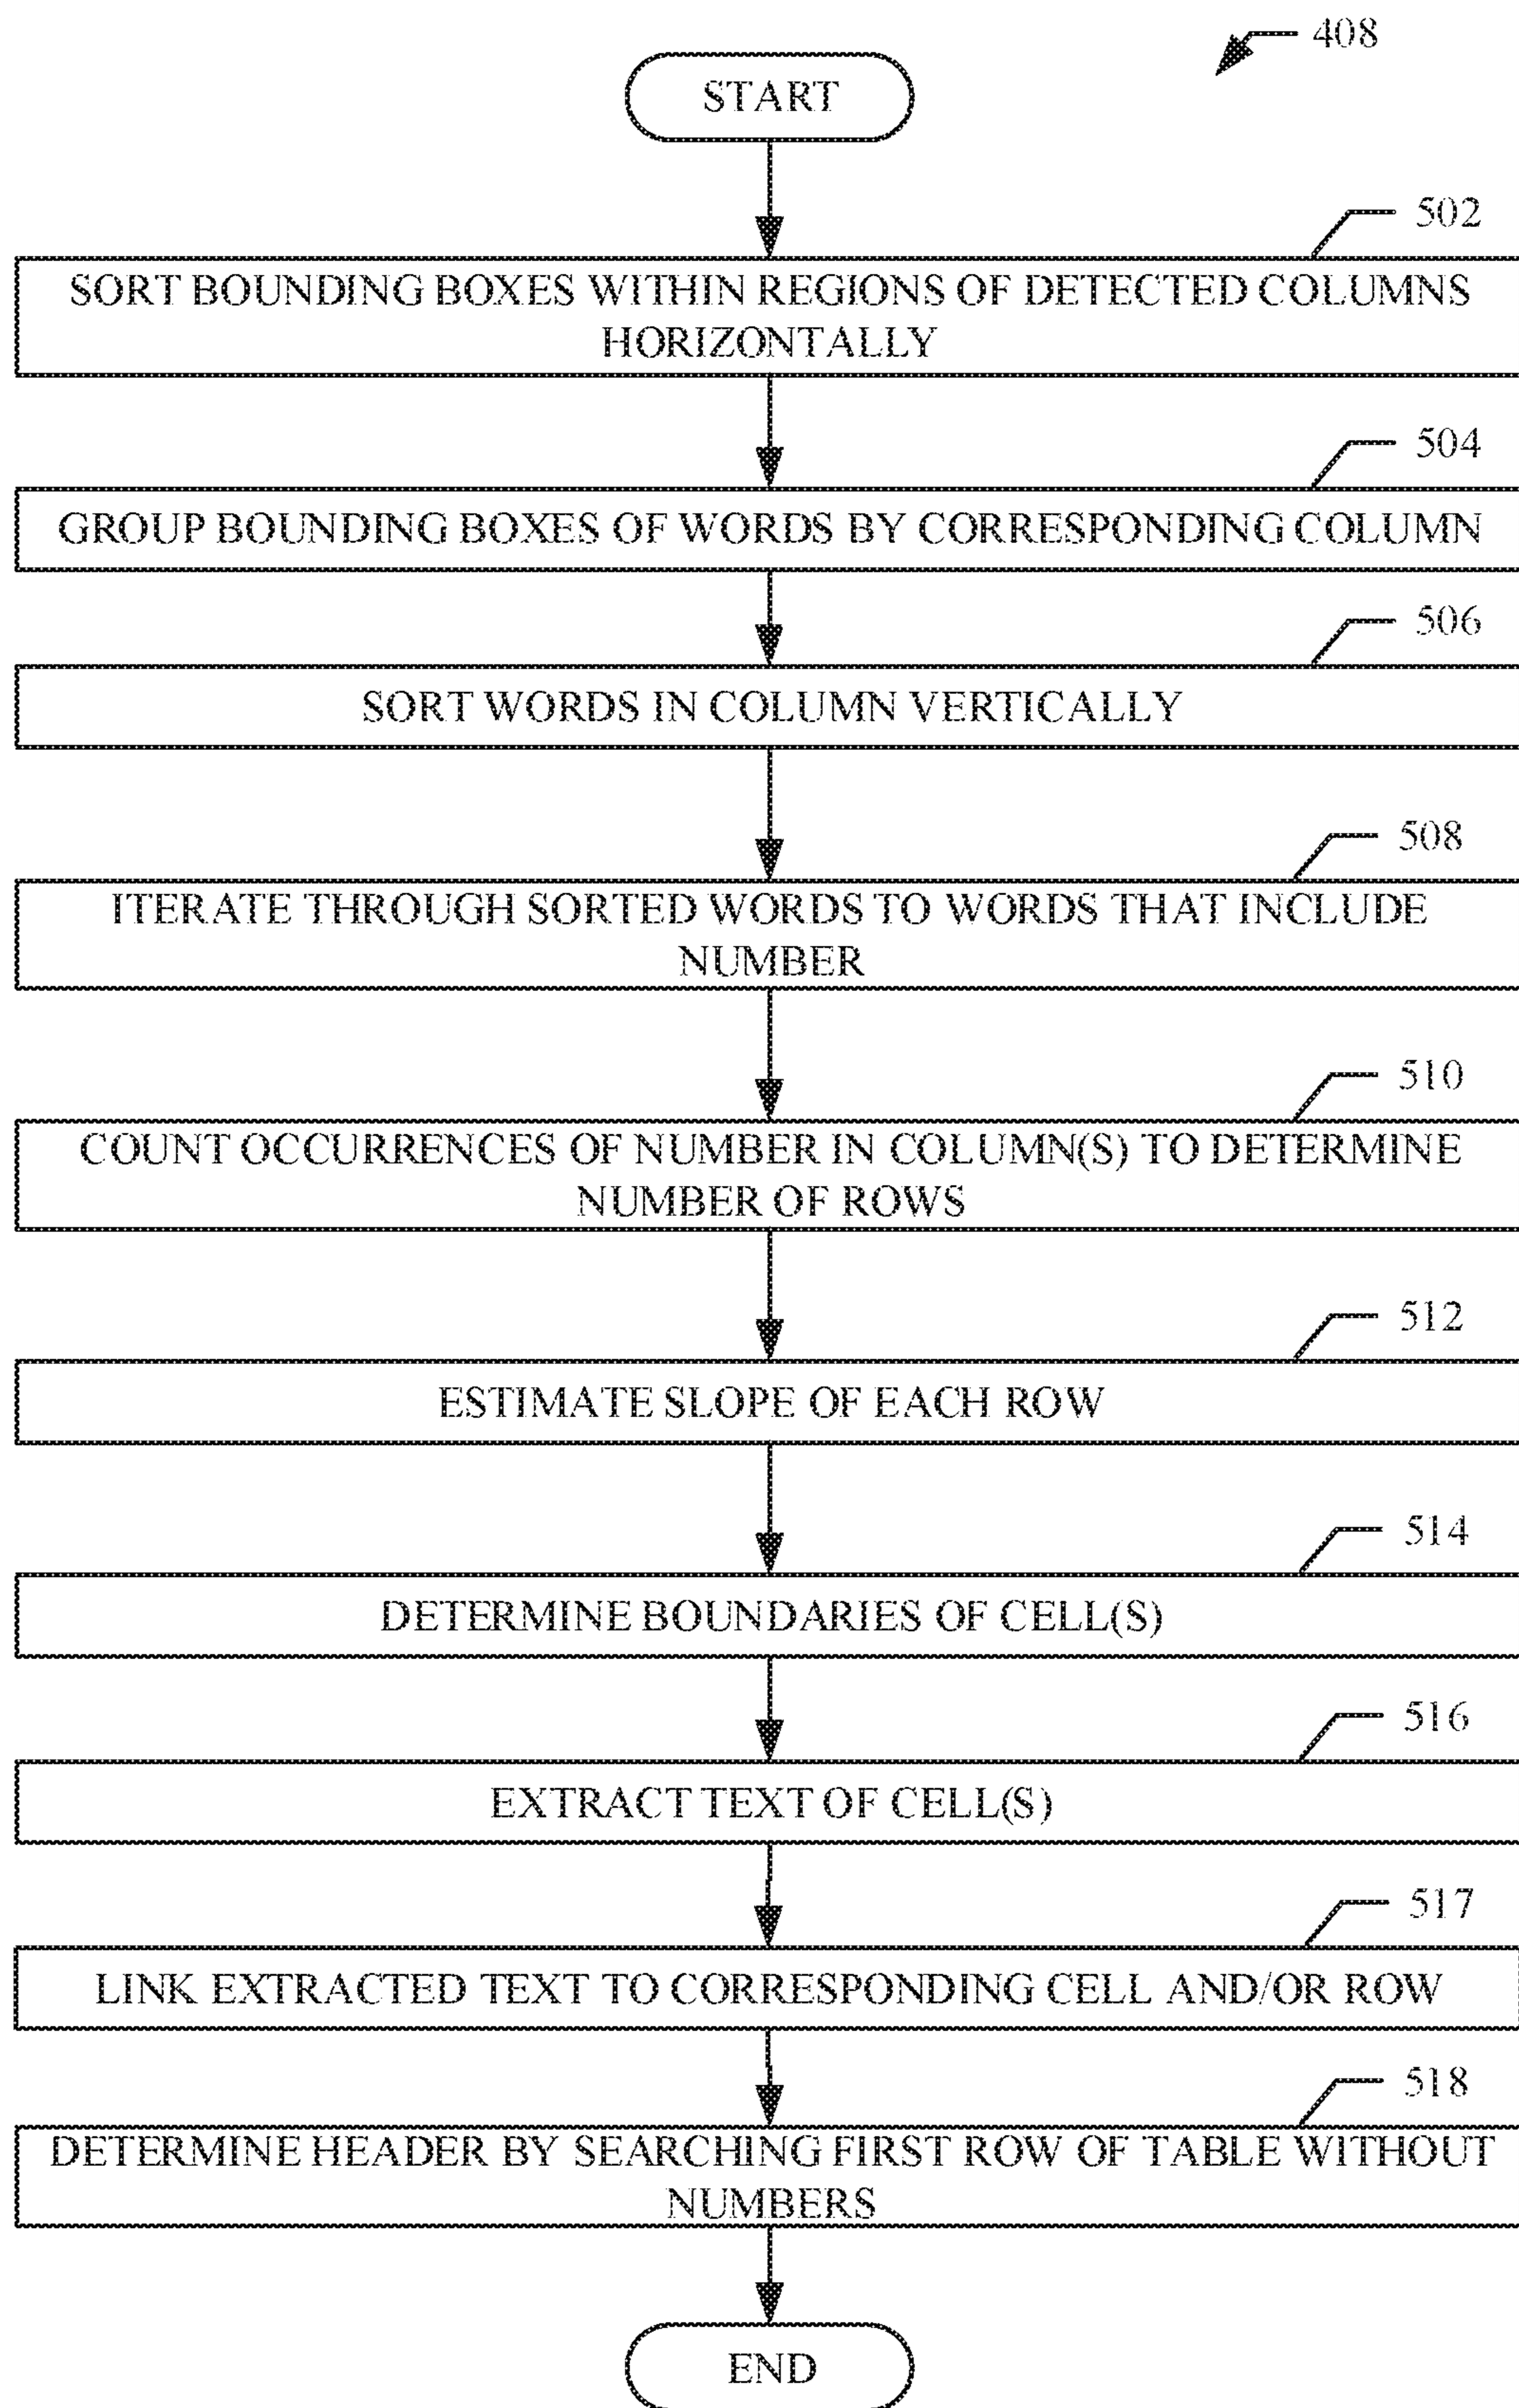 408
START
502
SORT BOUNDING BOXES WITHIN REGIONS OF DETECTED COLUMNS
HORIZONTALLY
504
GROUP BOUNDING BOXES OF WORDS BY CORRESPONDING COLUMN
506
SORT WORDS IN COLUMN VERTICALLY
508
ITERATE THROUGH SORTED WORDS TO WORDS THAT INCLUDE
NUMBER
510
COUNT OCCURRENCES OF NUMBER IN COLUMN(S) TO DETERMINE
NUMBER OF ROWS
512
ESTIMATE SLOPE OF EACH ROW
514
DETERMINE BOUNDARIES OF CELL(S)
516
EXTRACT TEXT OF CELL(S)
517
LINK EXTRACTED TEXT TO CORRESPONDING CELL AND/OR ROW
518
DETERMINE HEADER BY SEARCHING FIRST ROW OF TABLE WITHOUT
NUMBERS
END